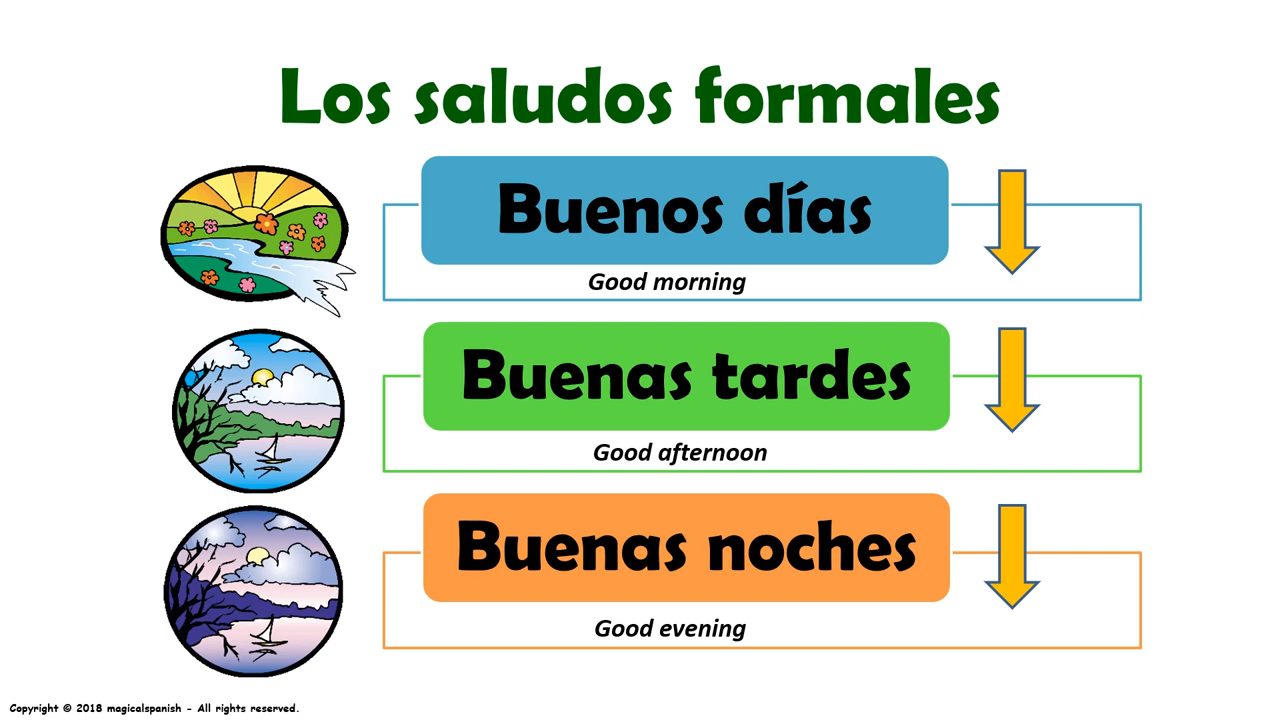 Los saludos formales
Buenos días
Good morning
Buenas tardes
Good afternoon
Buenas noches
Good evening
Copyright © 2018 magicalspanish - All rights reserved.